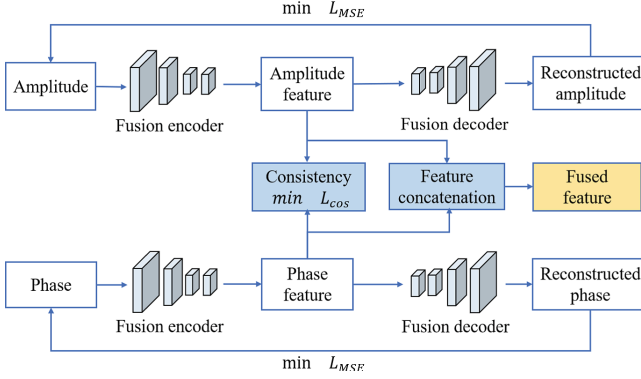 min L_MSE
Amplitude
Fusion encoder
Amplitude
feature
Fusion decoder
Reconstructed
amplitude
Consistency
min L_cos
Feature
concatenation
Fused
feature
Phase
Fusion encoder
Phase
feature
Fusion decoder
Reconstructed
phase
min L_MSE